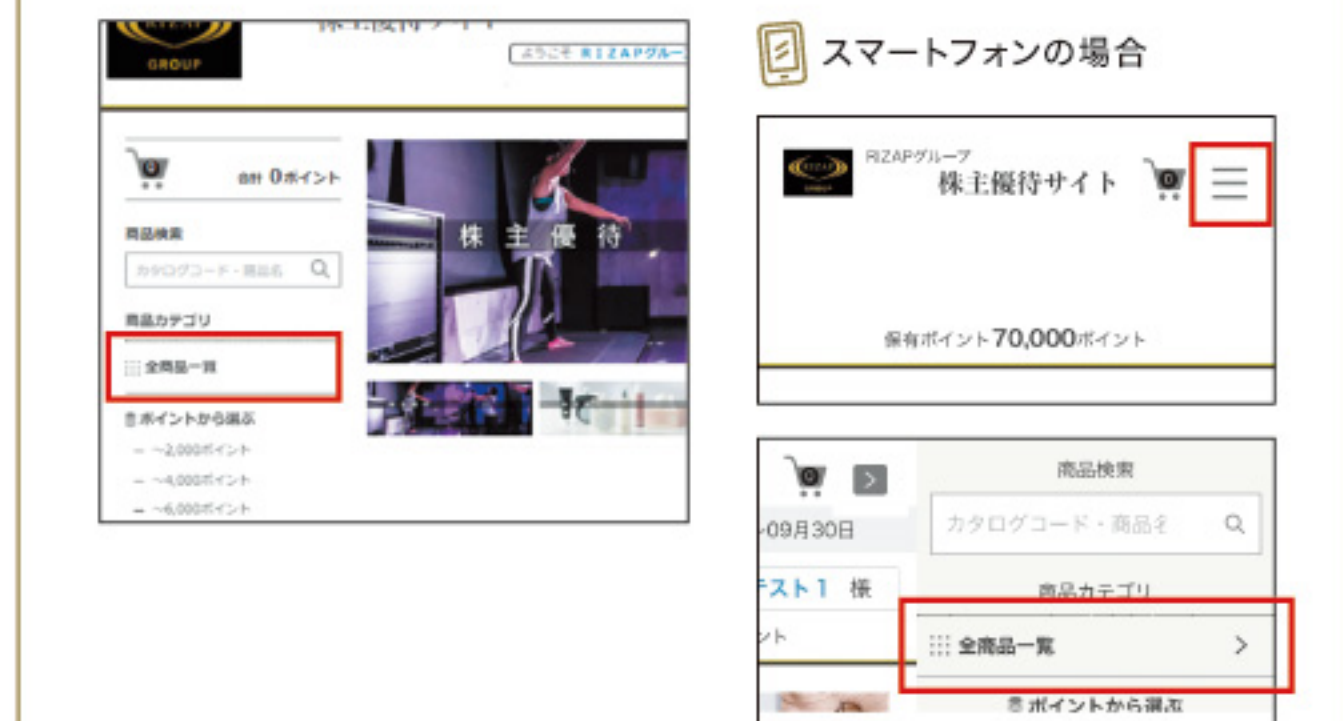 GROUP
ようこそ RIZAPグルー
0
合計 0ポイント
商品検索
カタログコード・商品名
商品カテゴリ
全商品一覧
ポイントから選ぶ
～2,000ポイント
～4,000ポイント
～6,000ポイント
株主優待
スマートフォンの場合
RIZAP
GROUP
RIZAPグループ
株主優待サイト
0
保有ポイント70,000ポイント
0
09月30日
テスト1 様
ント
商品検索
カタログコード・商品名
商品カテゴリ
全商品一覧
ポイントから選ぶ